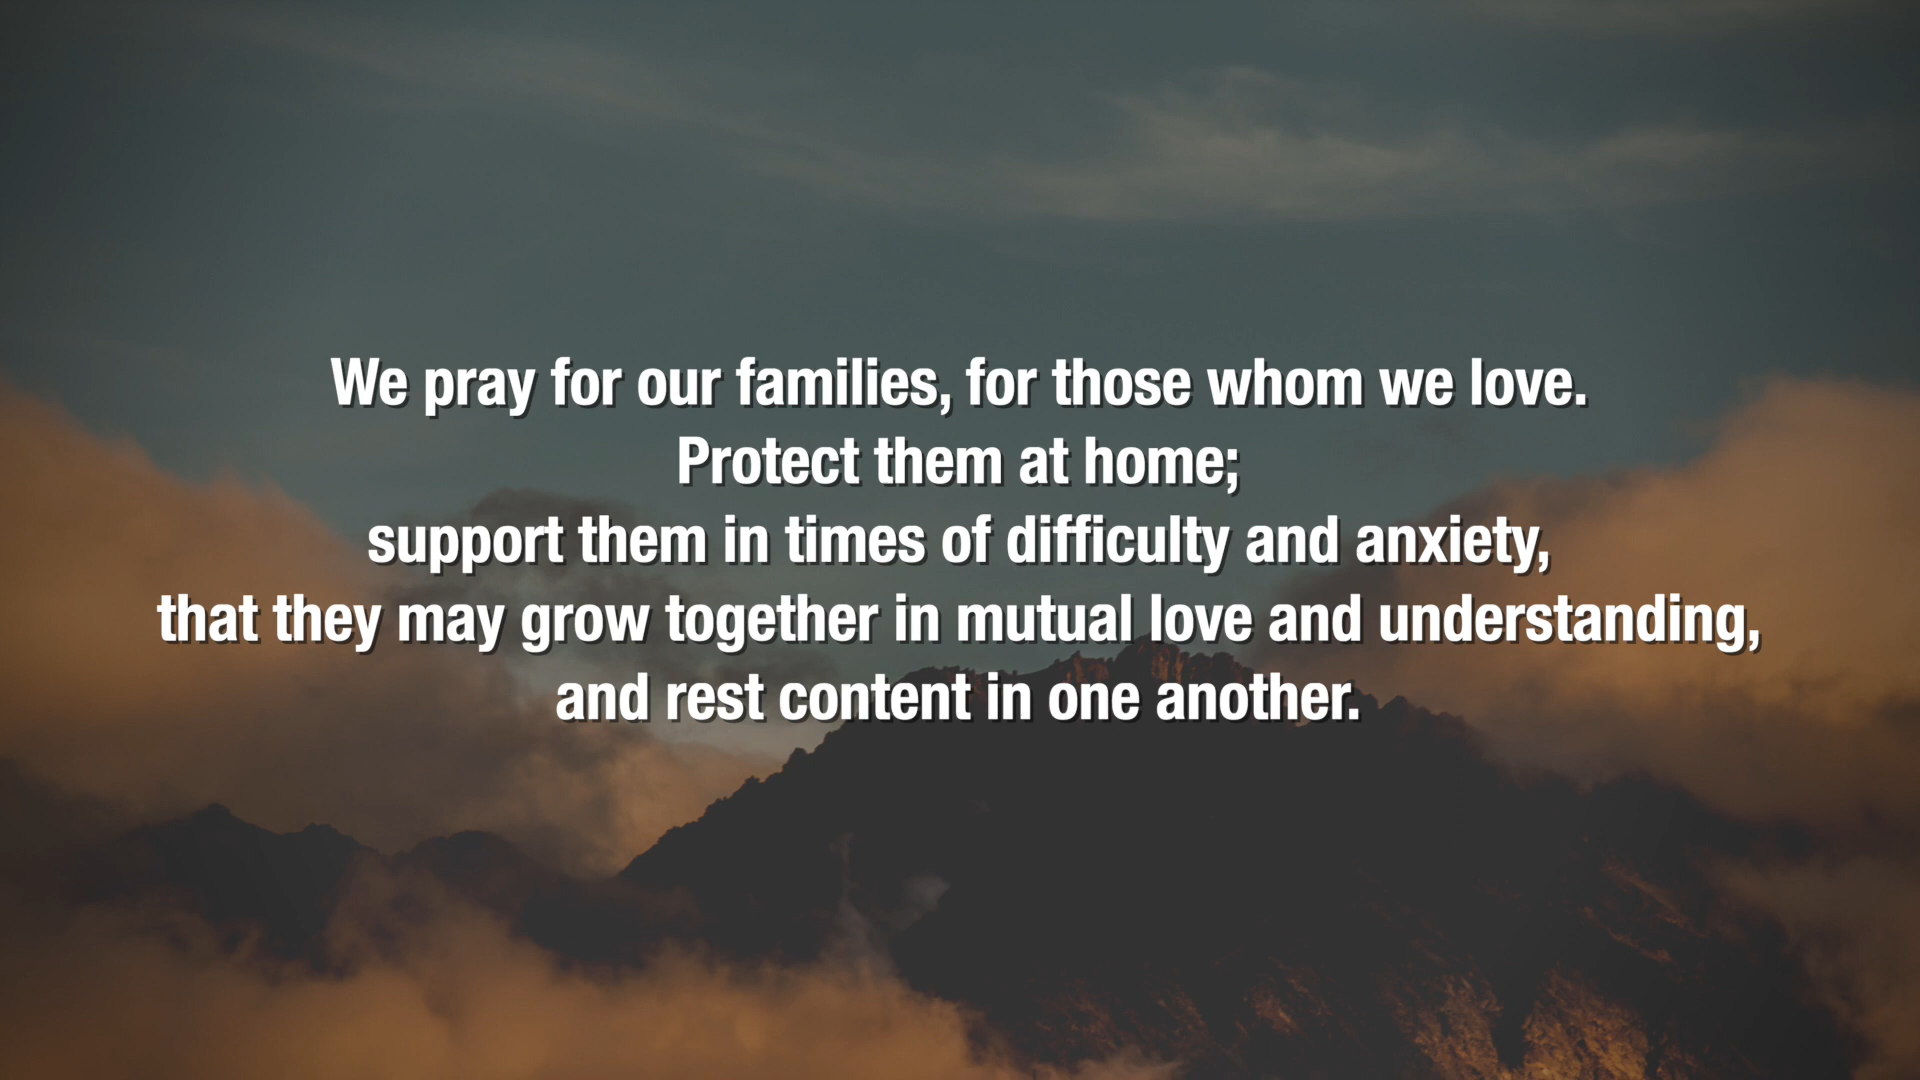 We pray for our families, for those whom we love.
Protect them at home;
support them in times of difficulty and anxiety,
that they may grow together in mutual love and understanding,
and rest content in one another.